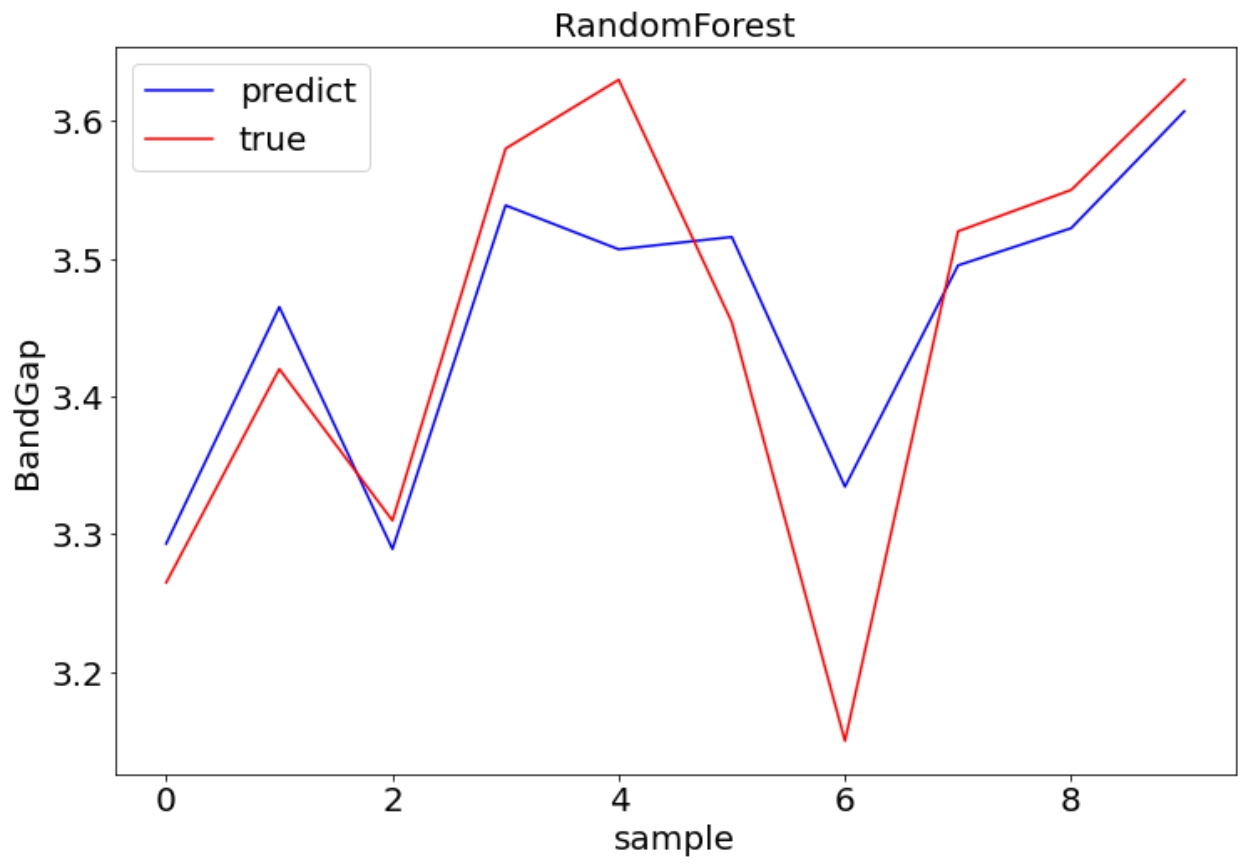 RandomForest
predict
true
BandGap
3.6
3.5
3.4
3.3
3.2
0 2 4 6 8
sample